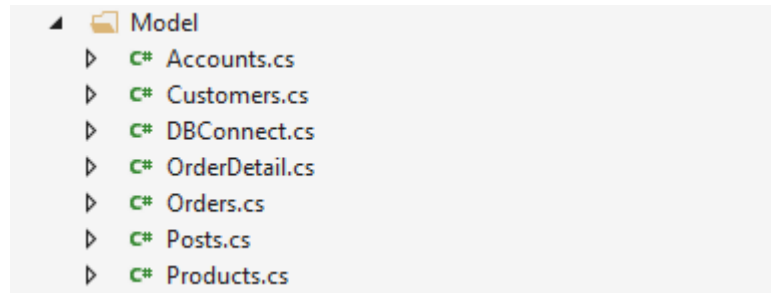 Model
C# Accounts.cs
C# Customers.cs
C# DBConnect.cs
C# OrderDetail.cs
C# Orders.cs
C# Posts.cs
C# Products.cs